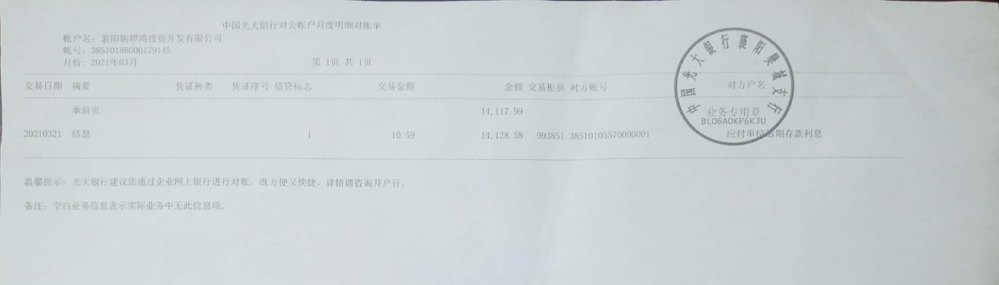 中国光大银行对公帐户月度明细对账单
帐户名: 襄阳铜锣湾投资开发有限公司
帐号: 38510188000179145
月份: 2021年03月 第 1页 共 1页
交易日期 摘要 凭证种类 凭证序号 借贷标志 交易金额 余额 交易柜员 对方账号 对方户名
承前页 14,117.99
20210321 结息 1 10.59 14,128.58 993851 38510105570000001 应付单位活期存款利息
中国光大银行襄阳樊城支行
业务专用章
BL06AOKP6KJU
温馨提示: 光大银行建议您通过企业网上银行进行对账、既方便又快捷, 详情请咨询开户行。
备注: 空白业务信息表示实际业务中无此信息项。